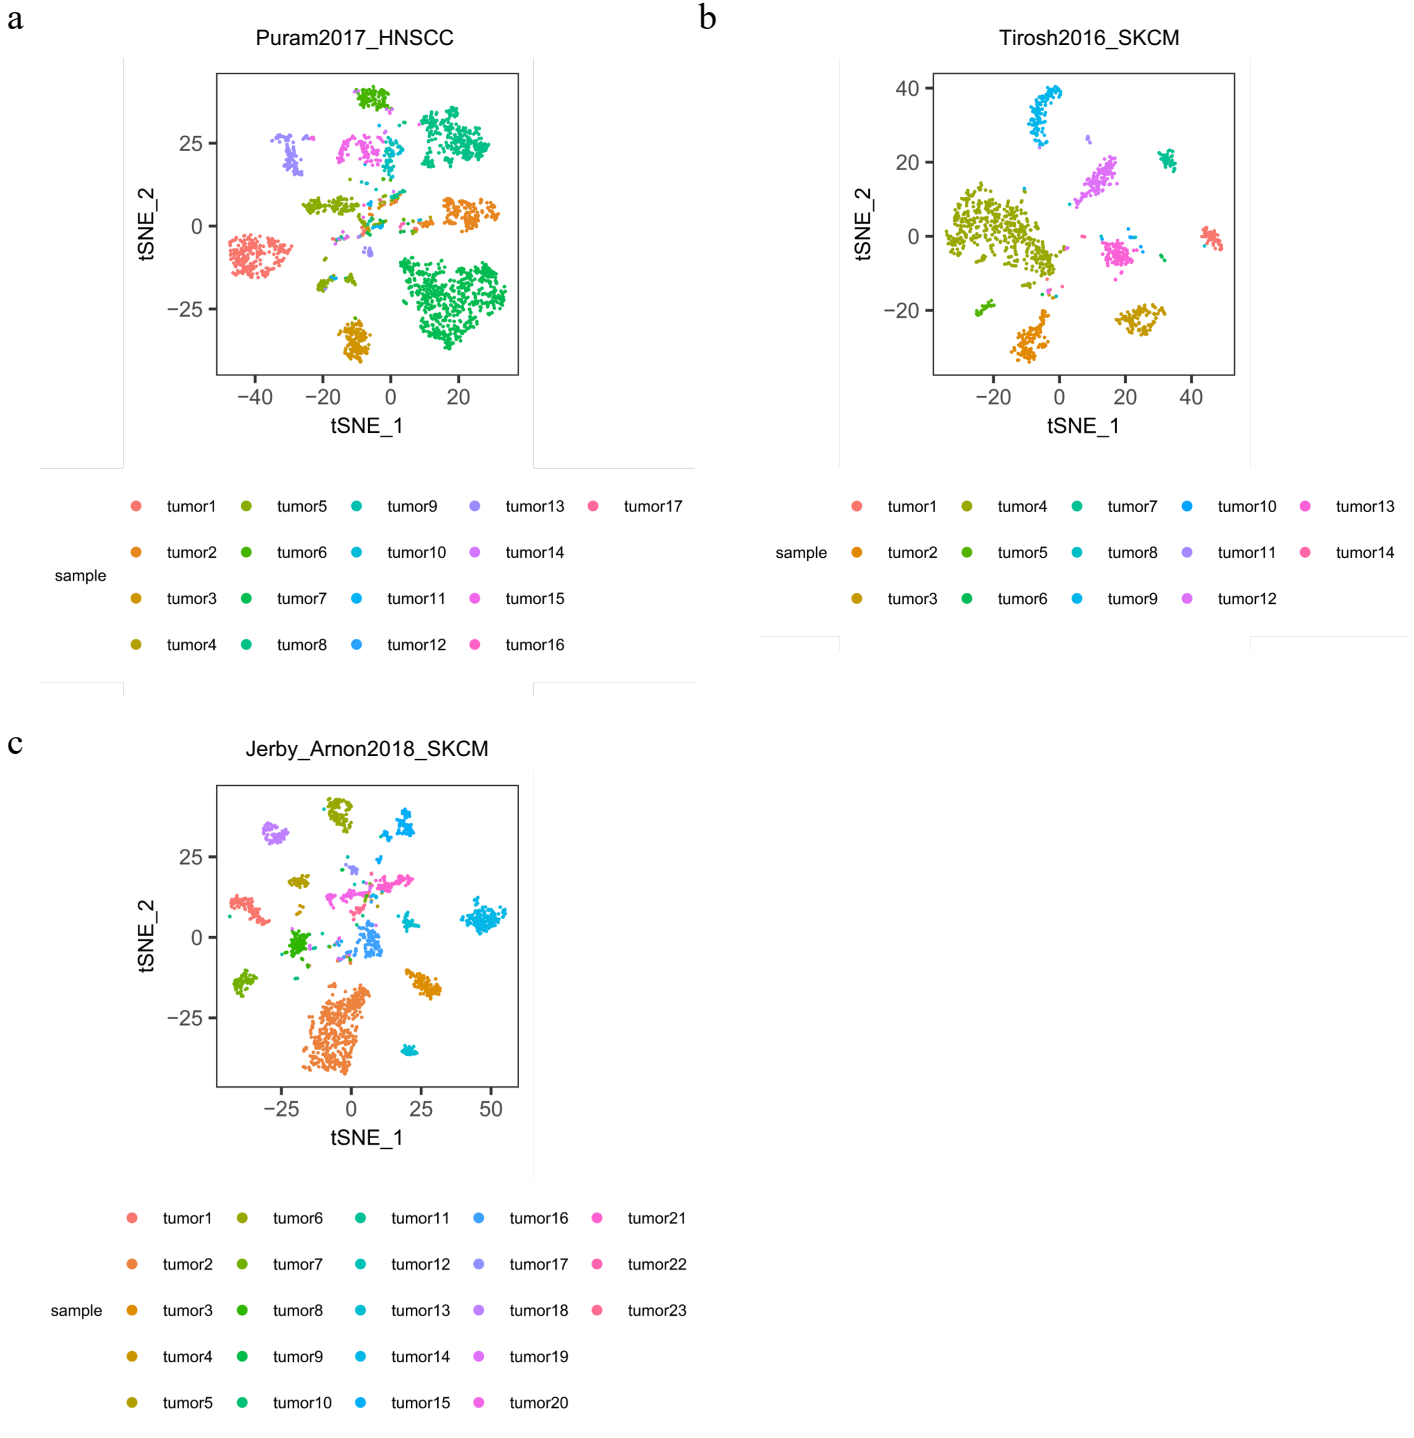 a
Puram2017_HNSCC
25
0
−25
tSNE_2
−40 −20 0 20
tSNE_1
sample
tumor1 tumor5 tumor9 tumor13 tumor17
tumor2 tumor6 tumor10 tumor14
tumor3 tumor7 tumor11 tumor15
tumor4 tumor8 tumor12 tumor16
b
Tirosh2016_SKCM
40
20
0
−20
tSNE_2
−20 0 20 40
tSNE_1
sample
tumor1 tumor4 tumor7 tumor10 tumor13
tumor2 tumor5 tumor8 tumor11 tumor14
tumor3 tumor6 tumor9 tumor12
c
Jerby_Arnon2018_SKCM
25
0
−25
tSNE_2
−25 0 25 50
tSNE_1
sample
tumor1 tumor6 tumor11 tumor16 tumor21
tumor2 tumor7 tumor12 tumor17 tumor22
tumor3 tumor8 tumor13 tumor18 tumor23
tumor4 tumor9 tumor14 tumor19
tumor5 tumor10 tumor15 tumor20